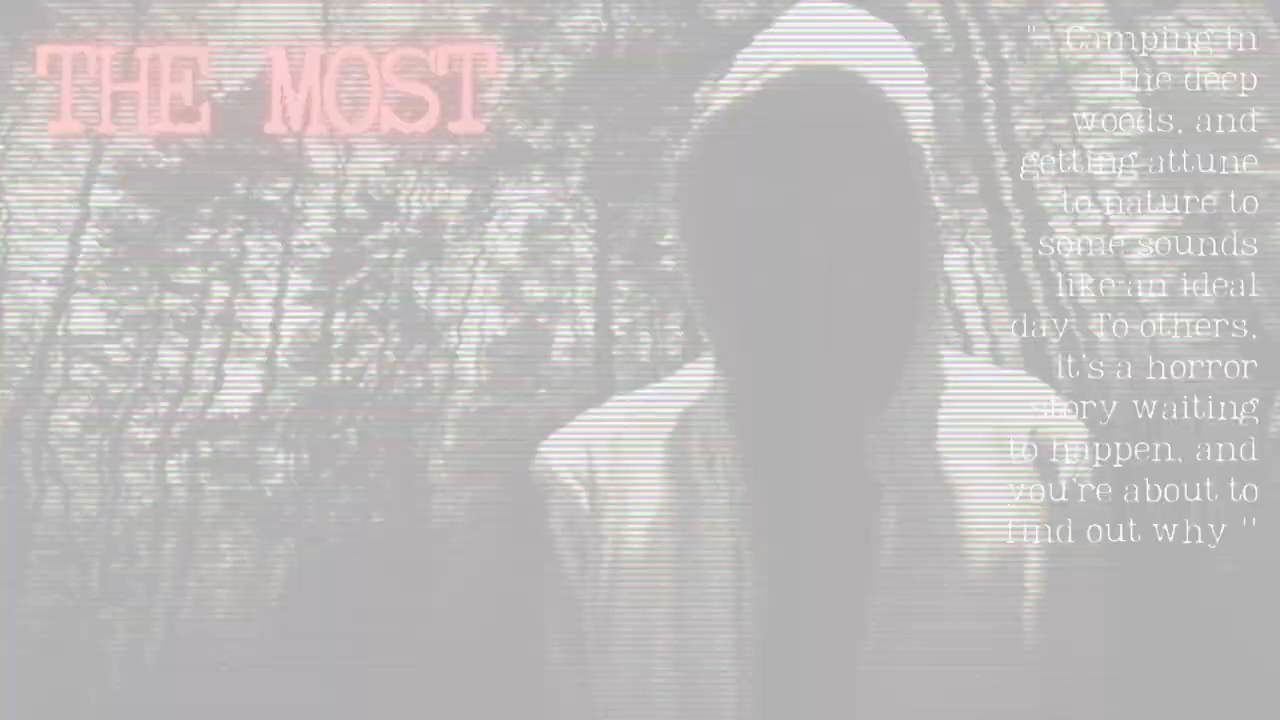 THE MOST
"- Camping in
the deep
woods, and
getting attune
to nature to
some sounds
like an ideal
day. To others,
it's a horror
story waiting
to happen, and
you're about to
find out why "